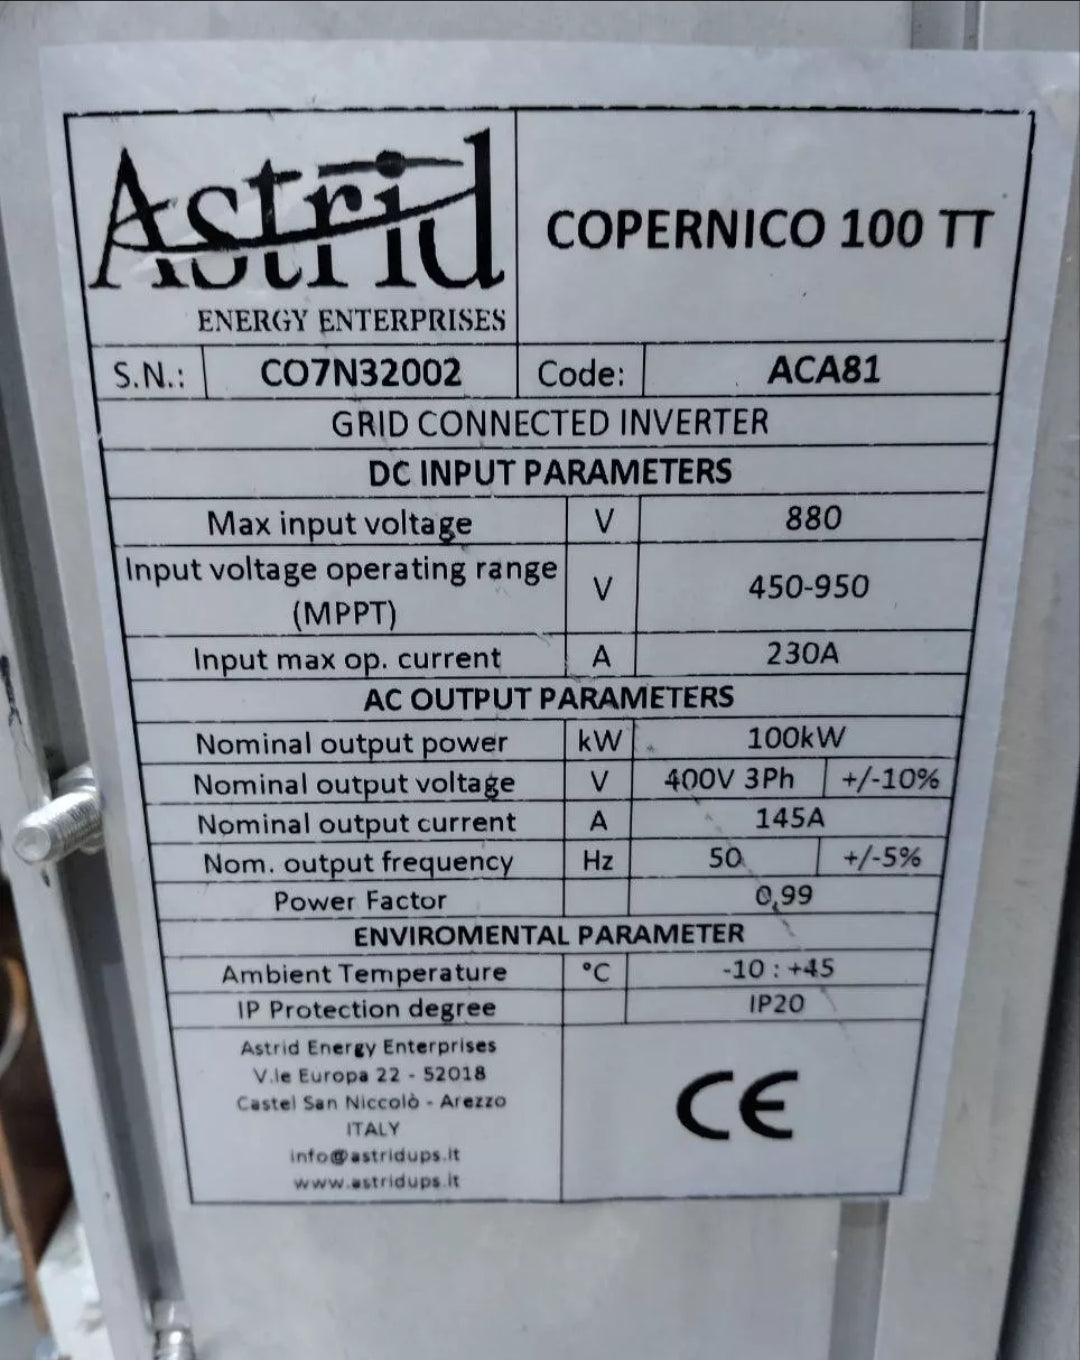 Astrid
ENERGY ENTERPRISES
COPERNICO 100 TT
S.N.: CO7N32002 Code: ACA81
GRID CONNECTED INVERTER
DC INPUT PARAMETERS
Max input voltage V 880
Input voltage operating range
(MPPT) V 450-950
Input max op. current A 230A
AC OUTPUT PARAMETERS
Nominal output power kW 100kW
Nominal output voltage V 400V 3Ph +/-10%
Nominal output current A 145A
Nom. output frequency Hz 50 +/-5%
Power Factor 0,99
ENVIROMENTAL PARAMETER
Ambient Temperature °C -10 : +45
IP Protection degree IP20
Astrid Energy Enterprises
V.le Europa 22 - 52018
Castel San Niccolò - Arezzo
ITALY
info@astridups.it
www.astridups.it
CE